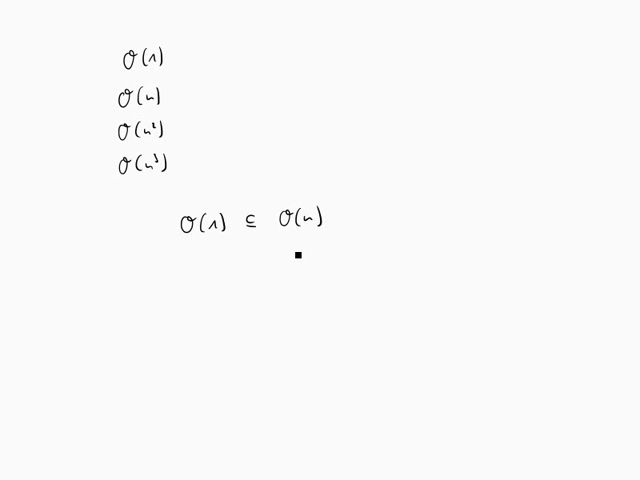 O(1)
O(n)
O(n²)
O(n³)
O(1) ⊆ O(n)